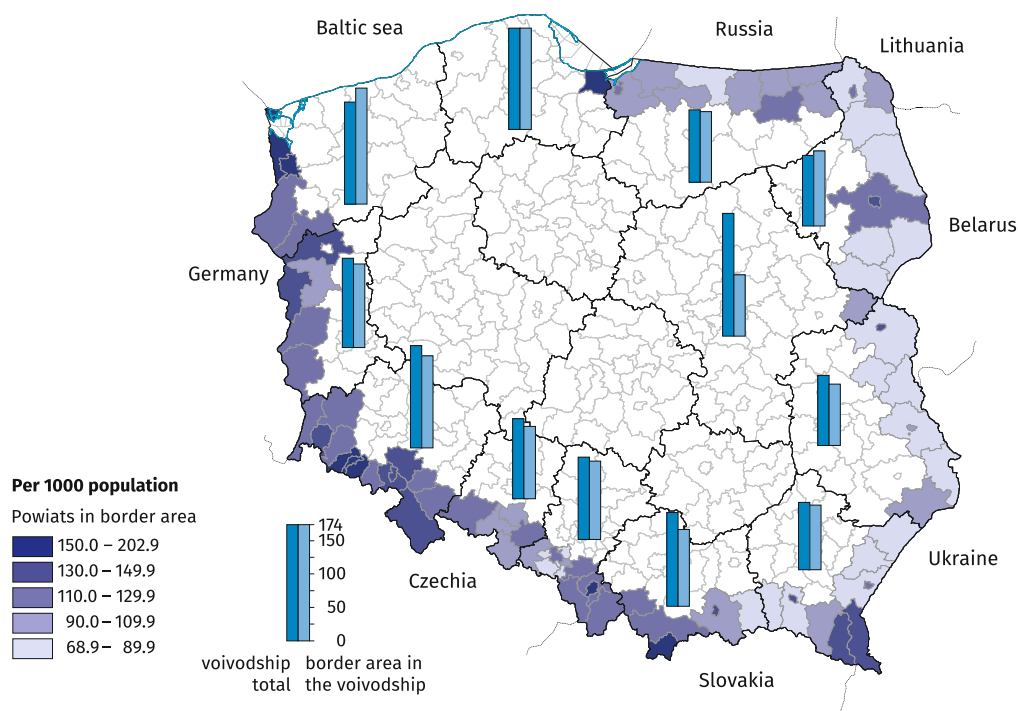 Baltic sea
Russia
Lithuania
Belarus
Germany
Ukraine
Czechia
Slovakia
Per 1000 population
Powiats in border area
150.0 – 202.9
130.0 – 149.9
110.0 – 129.9
90.0 – 109.9
68.9 – 89.9
174
150
100
50
0
voivodship total
border area in the voivodship